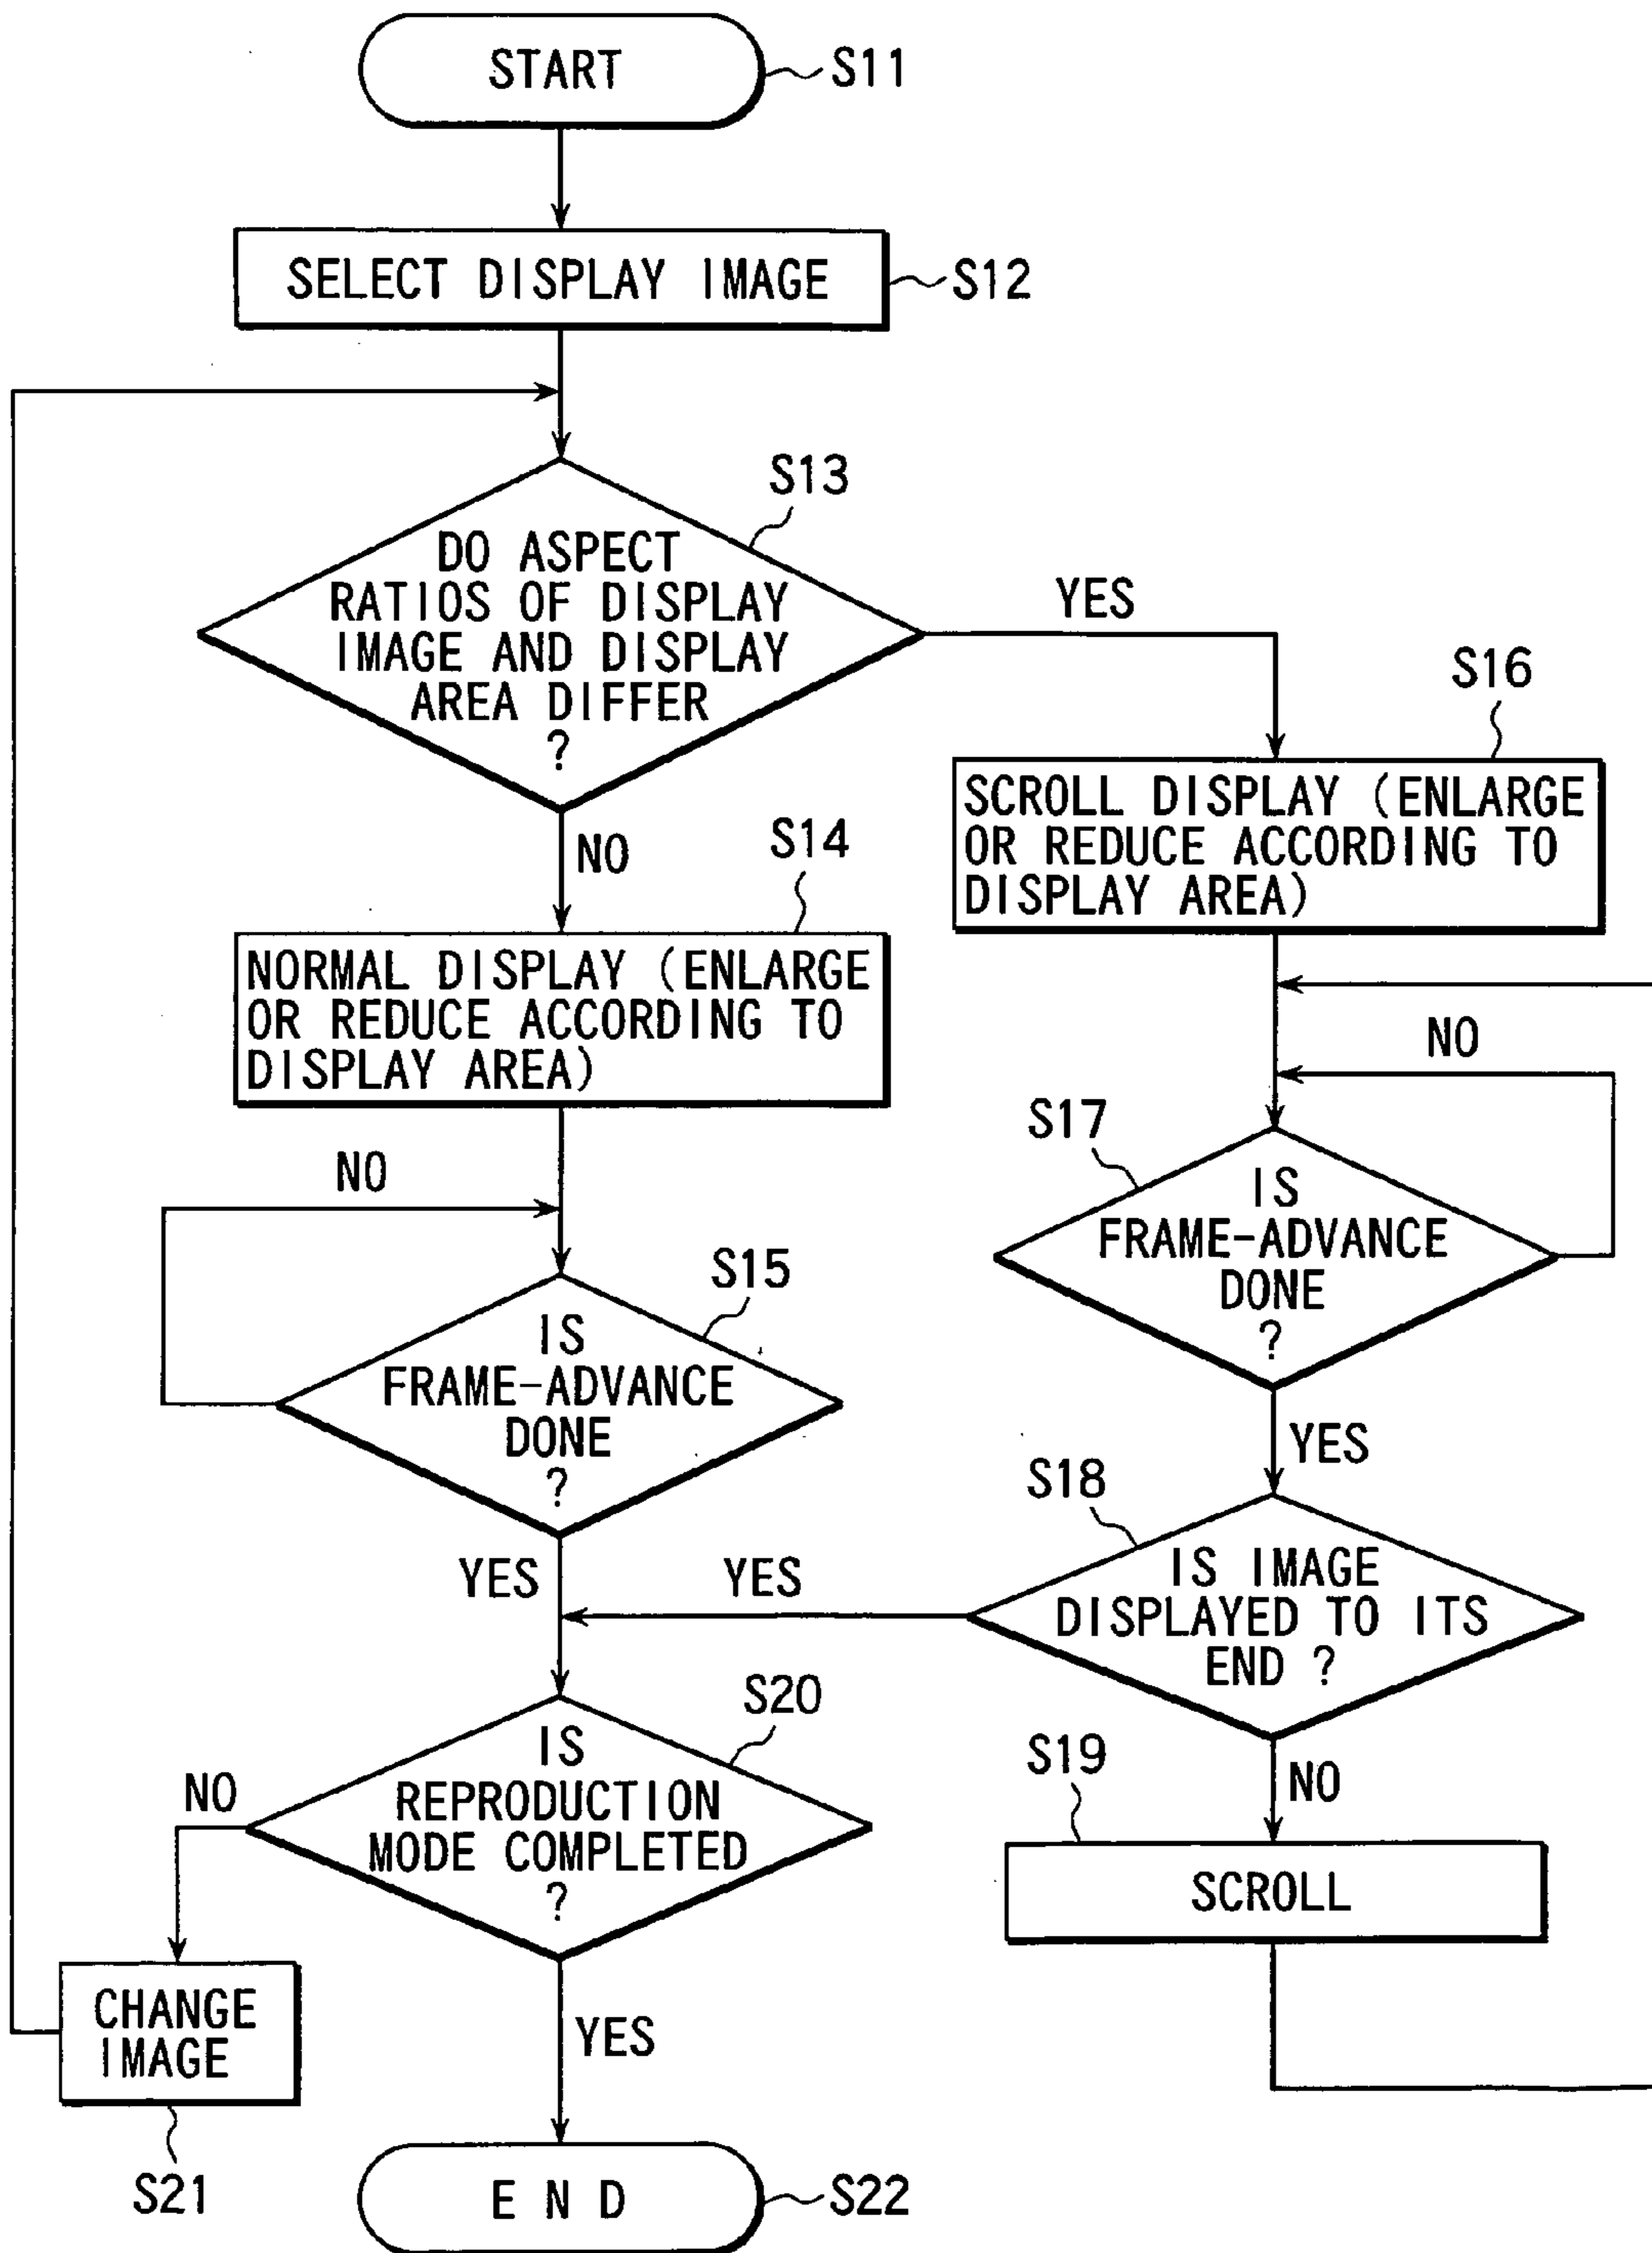 START
S11
SELECT DISPLAY IMAGE
S12
S13
DO ASPECT
RATIOS OF DISPLAY
IMAGE AND DISPLAY
AREA DIFFER
?
YES
NO
S16
SCROLL DISPLAY (ENLARGE
OR REDUCE ACCORDING TO
DISPLAY AREA)
S14
NORMAL DISPLAY (ENLARGE
OR REDUCE ACCORDING TO
DISPLAY AREA)
NO
S17
IS
FRAME-ADVANCE
DONE
?
YES
NO
S15
IS
FRAME-ADVANCE
DONE
?
YES
S18
IS IMAGE
DISPLAYED TO ITS
END ?
YES
NO
S19
SCROLL
S20
IS
REPRODUCTION
MODE COMPLETED
?
NO
CHANGE
IMAGE
S21
YES
END
S22